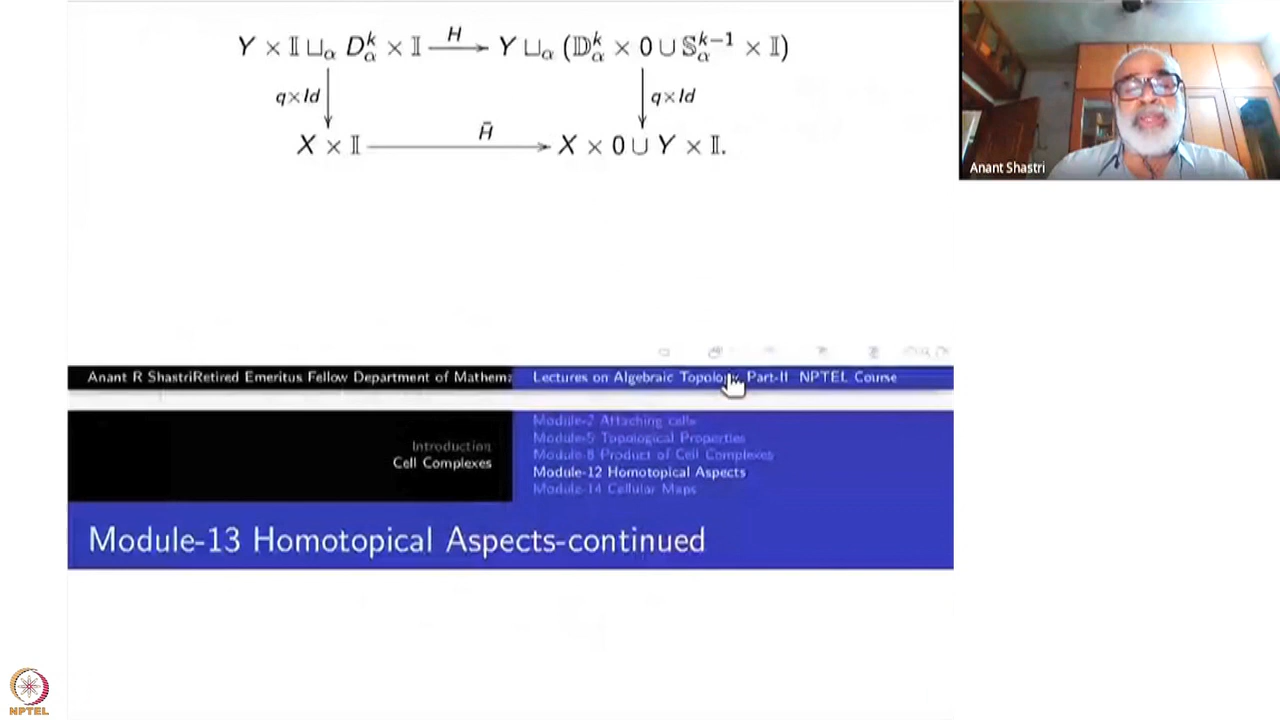 Y × 𝕀 ⊔_α D^k_α × 𝕀 —H→ Y ⊔_α (𝔻^k_α × 0 ∪ 𝕊^{k−1}_α × 𝕀)
q×Id q×Id
X × 𝕀 —H̄→ X × 0 ∪ Y × 𝕀.
Anant Shastri
Anant R ShastriRetired Emeritus Fellow Department of Mathema
Lectures on Algebraic Topology, Part-II NPTEL Course
Introduction
Cell Complexes
Module-2 Attaching cells
Module-5 Topological Properties
Module-8 Product of Cell Complexes
Module-12 Homotopical Aspects
Module-14 Cellular Maps
Module-13 Homotopical Aspects-continued
NPTEL